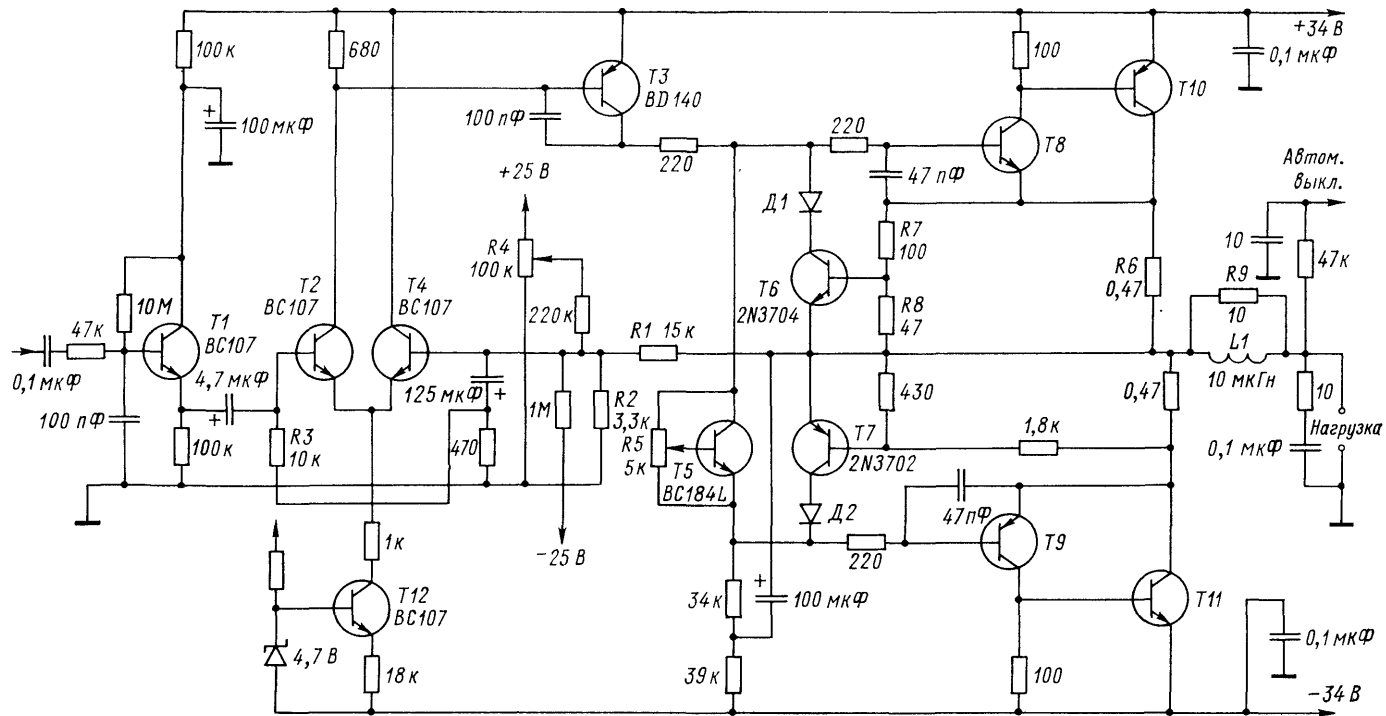 +34 В
100 к
680
100
0,1 мкФ
Т3
BD 140
Т10
+
100 мкФ
100 пФ
220
Т8
220
47 пФ
Автом.
выкл.
+25 В
Д1
R7
100
10
47 к
R4
100 к
R6
0,47
R9
10
Т2
BC107
Т4
BC107
Т6
2N3704
R8
47
10М
220 к
47 к
Т1
BC107
R1 15 к
L1
10 мкГн
0,1 мкФ
4,7 мкФ
+
125 мкФ
+
430
0,47
10
100 пФ
1М
R2
3,3 к
1,8 к
Нагрузка
100 к
R3
10 к
470
R5
5 к
Т5
BC184L
Т7
2N3702
0,1 мкФ
47 пФ
Д2
−25 В
Т9
1 к
220
Т12
BC107
34 к
+
100 мкФ
Т11
4,7 В
18 к
39 к
100
0,1 мкФ
−34 В